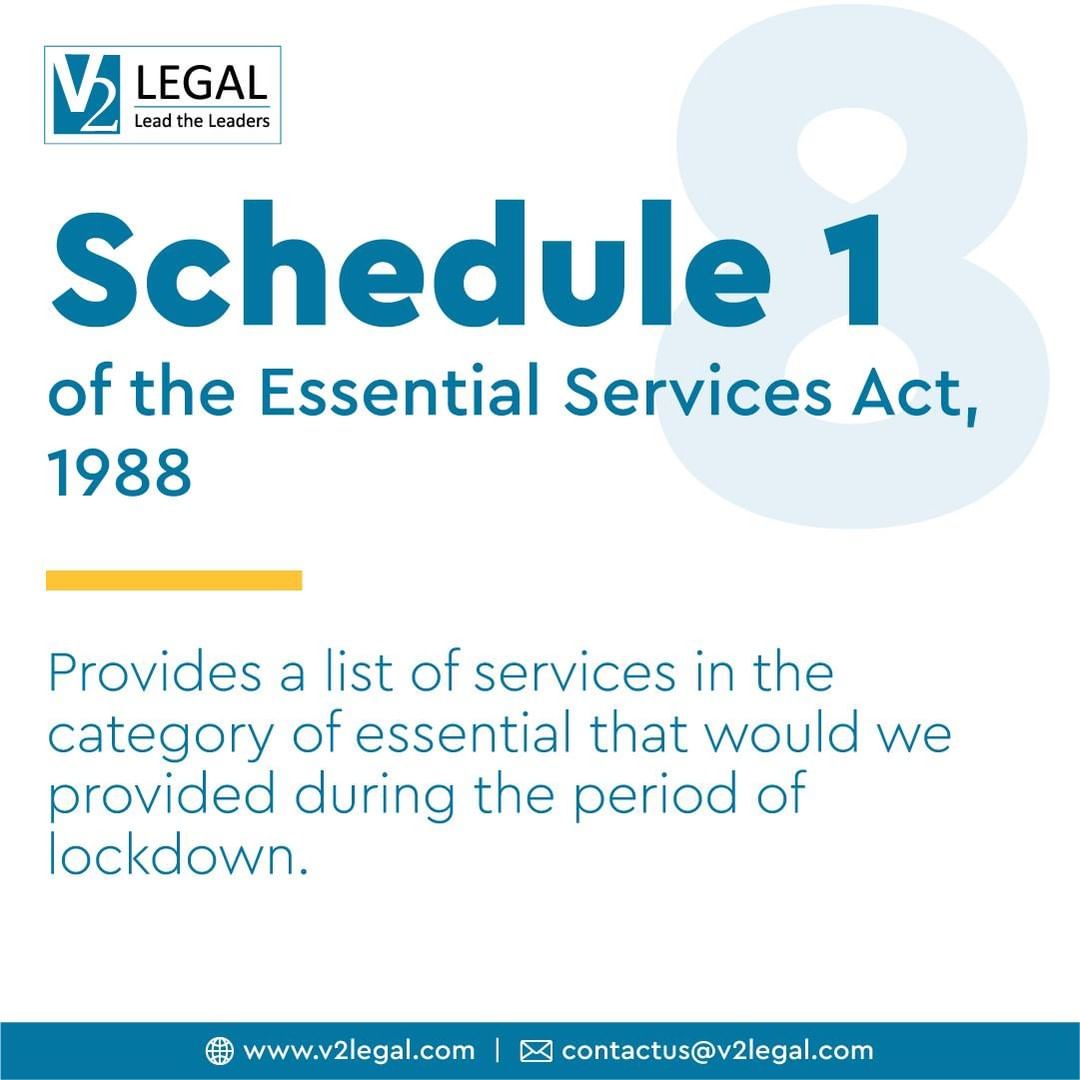 V2 LEGAL
Lead the Leaders
8
Schedule 1
of the Essential Services Act,
1988
Provides a list of services in the
category of essential that would we
provided during the period of
lockdown.
www.v2legal.com | contactus@v2legal.com